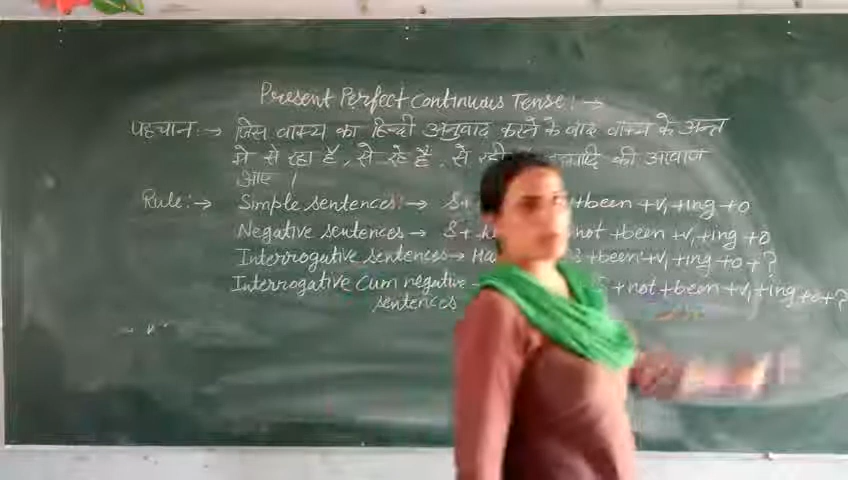 Present Perfect Continuous Tense:→
पहचान:→ जिस वाक्य का हिन्दी अनुवाद करने के बाद वाक्य के अन्त
मे से रहा है, से रहे हैं, से रही की आवाज
आए।
Rule:→ Simple sentences:→ S+ +been +v₁+ing+o
Negative sentences → S+ not +been +v₁+ing+o
Interrogative sentences → Ha S +been +v₁+ing+o+?
Interrogative Cum negative S +not +been +v₁+ing+o+?
sentences